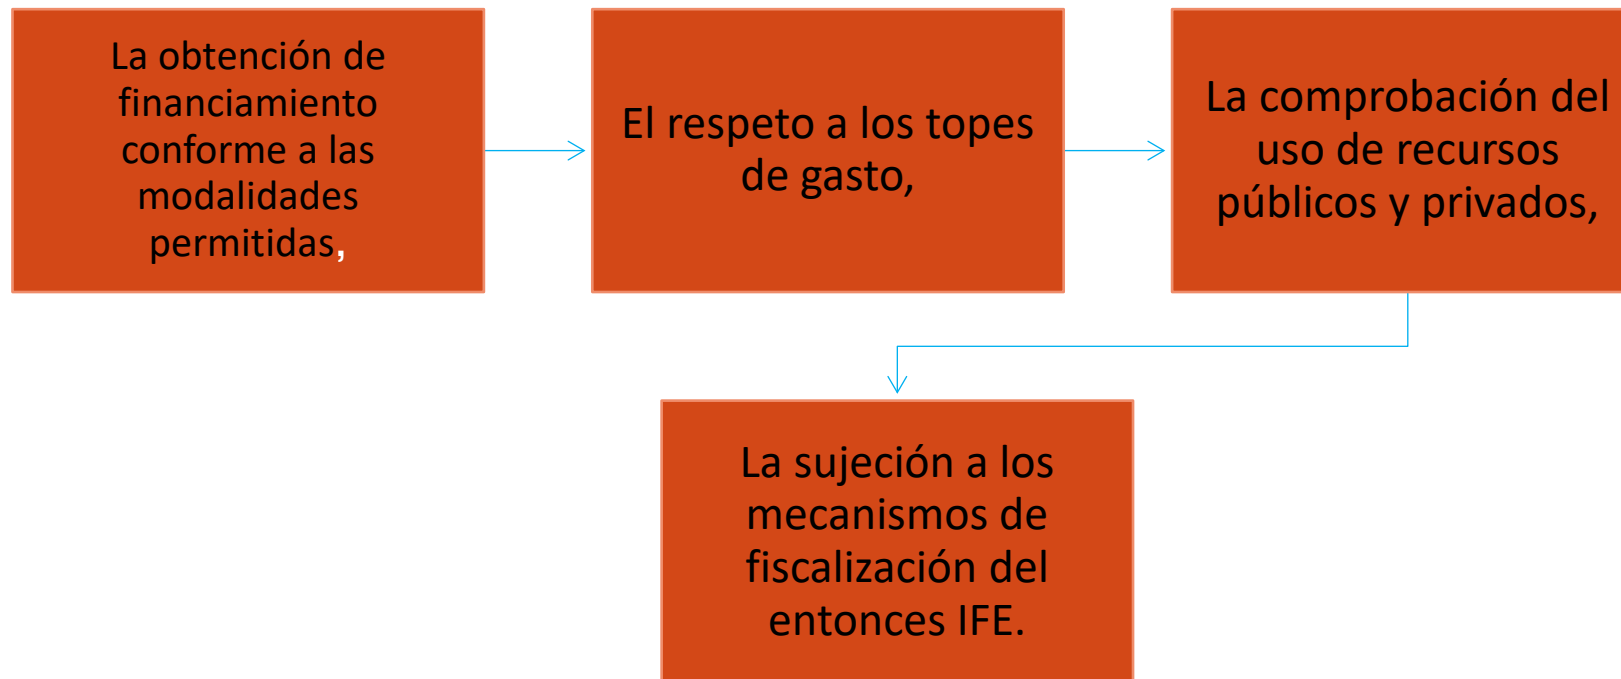 La obtención de
financiamiento
conforme a las
modalidades
permitidas,
El respeto a los topes
de gasto,
La comprobación del
uso de recursos
públicos y privados,
La sujeción a los
mecanismos de
fiscalización del
entonces IFE.